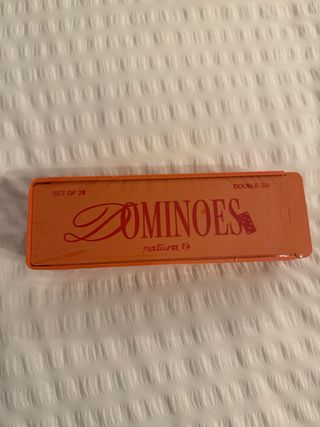 SET OF 28
DOUBLE SIX
DOMINOES
natura